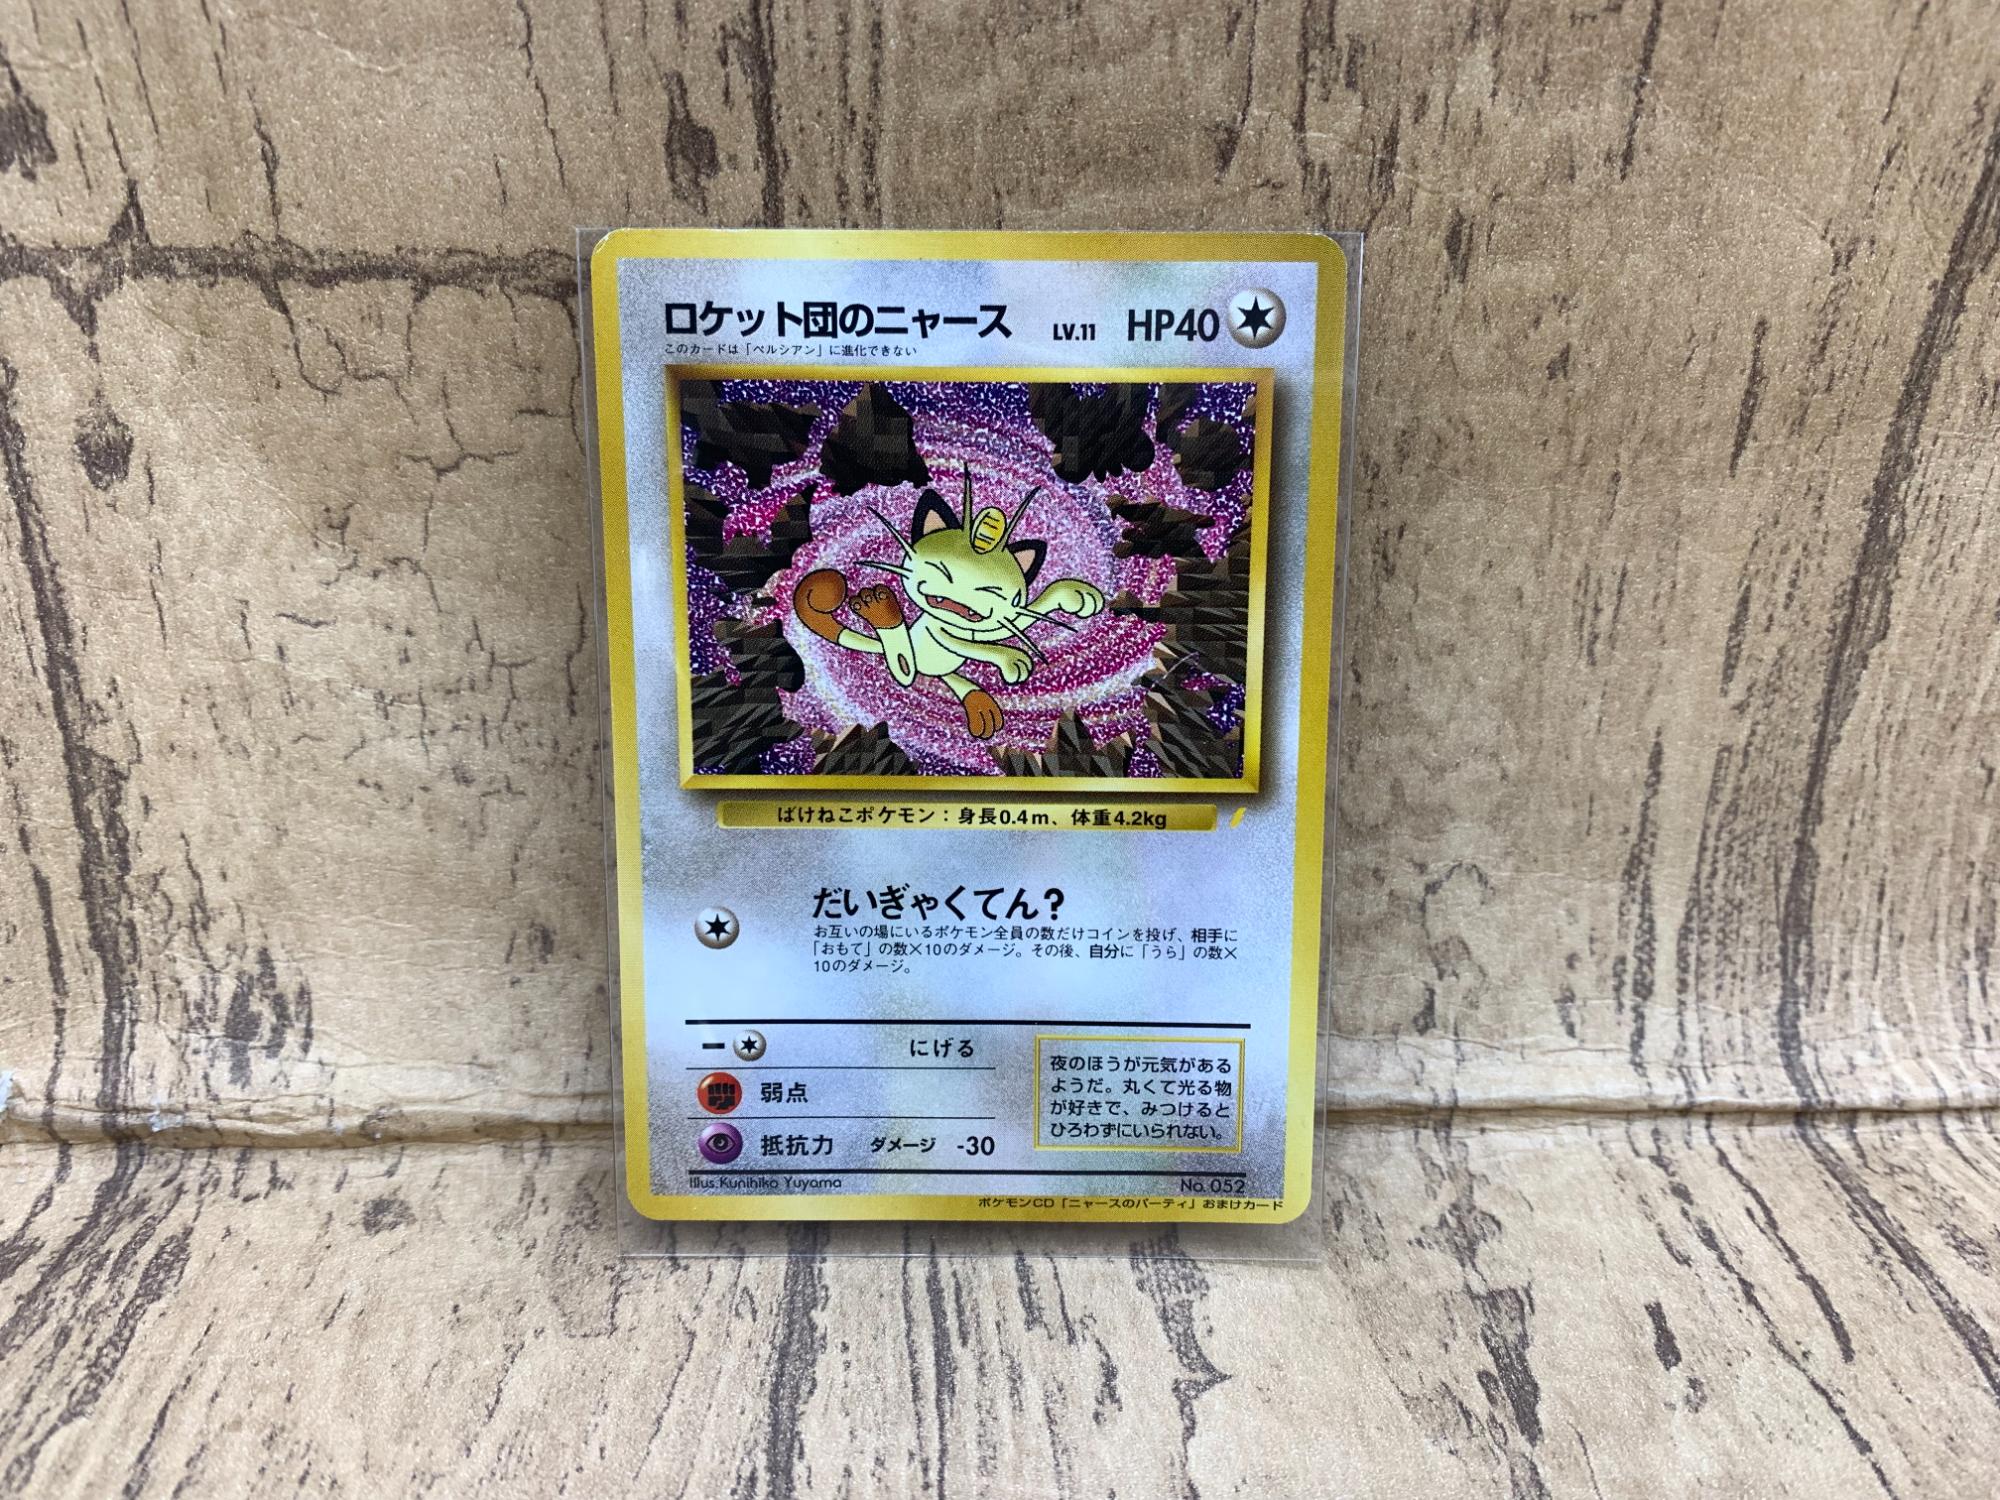 ロケット団のニャース LV.11 HP40
このカードは「ペルシアン」に進化できない
ばけねこポケモン：身長0.4m、体重4.2kg
だいぎゃくてん？
お互いの場にいるポケモン全員の数だけコインを投げ、相手に
「おもて」の数×10のダメージ。その後、自分に「うら」の数×
10のダメージ。
ー にげる
弱点
抵抗力 ダメージ -30
夜のほうが元気がある
ようだ。丸くて光る物
が好きで、みつけると
ひろわずにいられない。
Illus.Kunihiko Yuyama No. 052
ポケモンCD「ニャースのパーティ」おまけカード